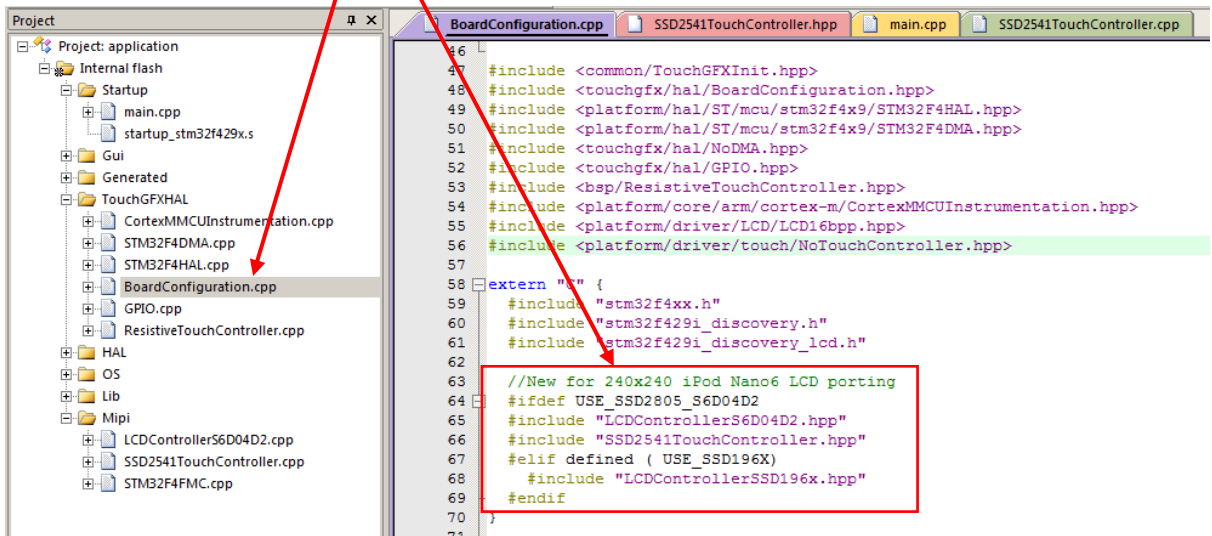 Project
Project: application
Internal flash
Startup
main.cpp
startup_stm32f429x.s
Gui
Generated
TouchGFXHAL
CortexMMCUInstrumentation.cpp
STM32F4DMA.cpp
STM32F4HAL.cpp
BoardConfiguration.cpp
GPIO.cpp
ResistiveTouchController.cpp
HAL
OS
Lib
Mipi
LCDControllerS6D04D2.cpp
SSD2541TouchController.cpp
STM32F4FMC.cpp
BoardConfiguration.cpp SSD2541TouchController.hpp main.cpp SSD2541TouchController.cpp
46
47 #include <common/TouchGFXInit.hpp>
48 #include <touchgfx/hal/BoardConfiguration.hpp>
49 #include <platform/hal/ST/mcu/stm32f4x9/STM32F4HAL.hpp>
50 #include <platform/hal/ST/mcu/stm32f4x9/STM32F4DMA.hpp>
51 #include <touchgfx/hal/NoDMA.hpp>
52 #include <touchgfx/hal/GPIO.hpp>
53 #include <bsp/ResistiveTouchController.hpp>
54 #include <platform/core/arm/cortex-m/CortexMMCUInstrumentation.hpp>
55 #include <platform/driver/LCD/LCD16bpp.hpp>
56 #include <platform/driver/touch/NoTouchController.hpp>
57
58 extern "C" {
59 #include "stm32f4xx.h"
60 #include "stm32f429i_discovery.h"
61 #include "stm32f429i_discovery_lcd.h"
62
63 //New for 240x240 iPod Nano6 LCD porting
64 #ifdef USE_SSD2805_S6D04D2
65 #include "LCDControllerS6D04D2.hpp"
66 #include "SSD2541TouchController.hpp"
67 #elif defined ( USE_SSD196X)
68 #include "LCDControllerSSD196x.hpp"
69 #endif
70 }
71